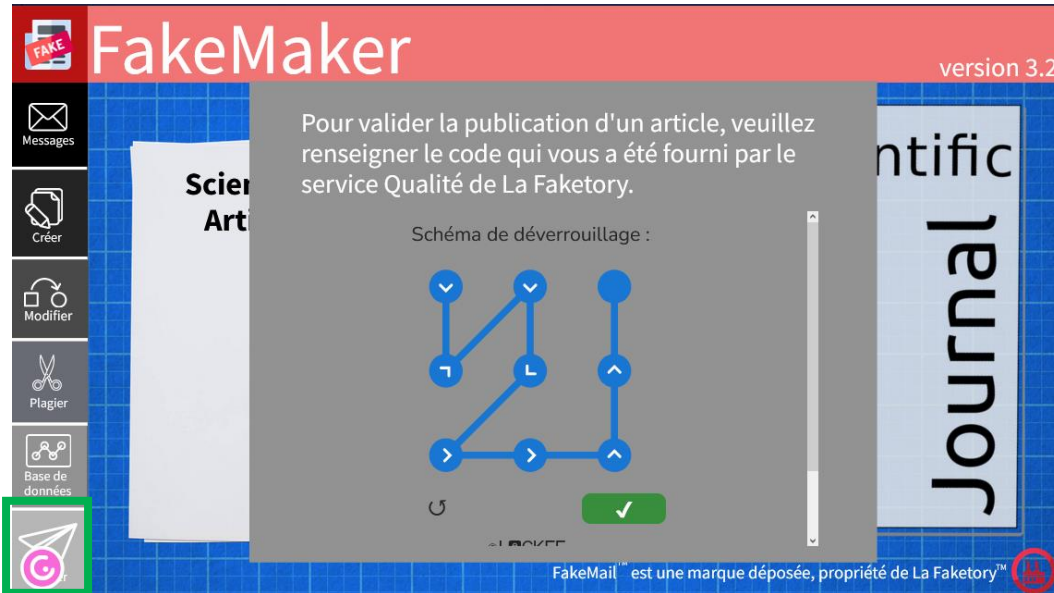 FAKE
FakeMaker
version 3.2
Messages
Créer
Modifier
Plagier
Base de
données
Pour valider la publication d'un article, veuillez
renseigner le code qui vous a été fourni par le
service Qualité de La Faketory.
Schéma de déverrouillage :
Scien
Arti
ntific
Journal
FakeMail™ est une marque déposée, propriété de La Faketory™